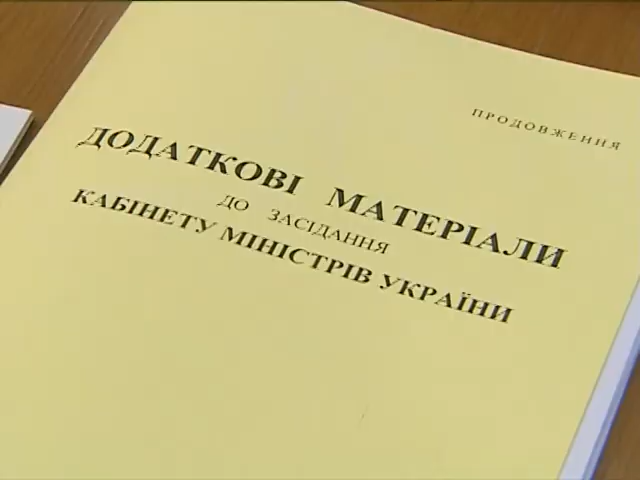 ПРОДОВЖЕННЯ
ДОДАТКОВІ МАТЕРІАЛИ
ДО ЗАСІДАННЯ
КАБІНЕТУ МІНІСТРІВ УКРАЇНИ